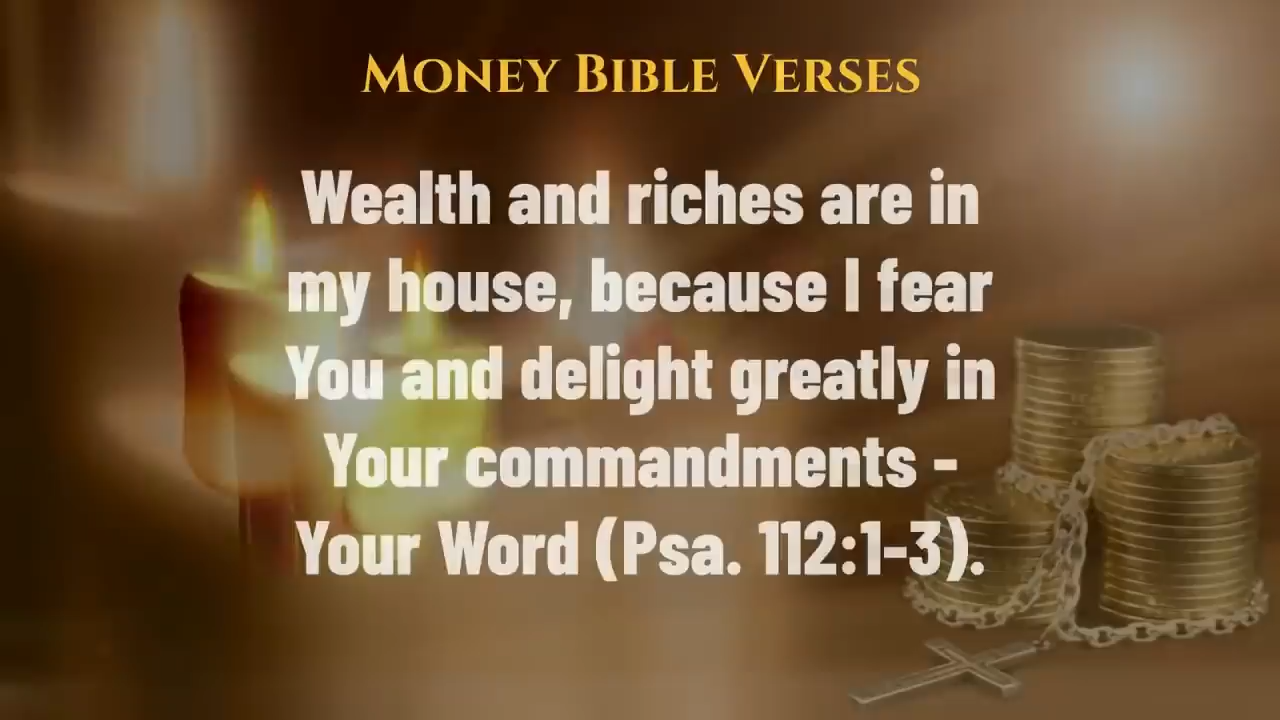 Money Bible Verses
Wealth and riches are in
my house, because I fear
You and delight greatly in
Your commandments -
Your Word (Psa. 112:1-3).